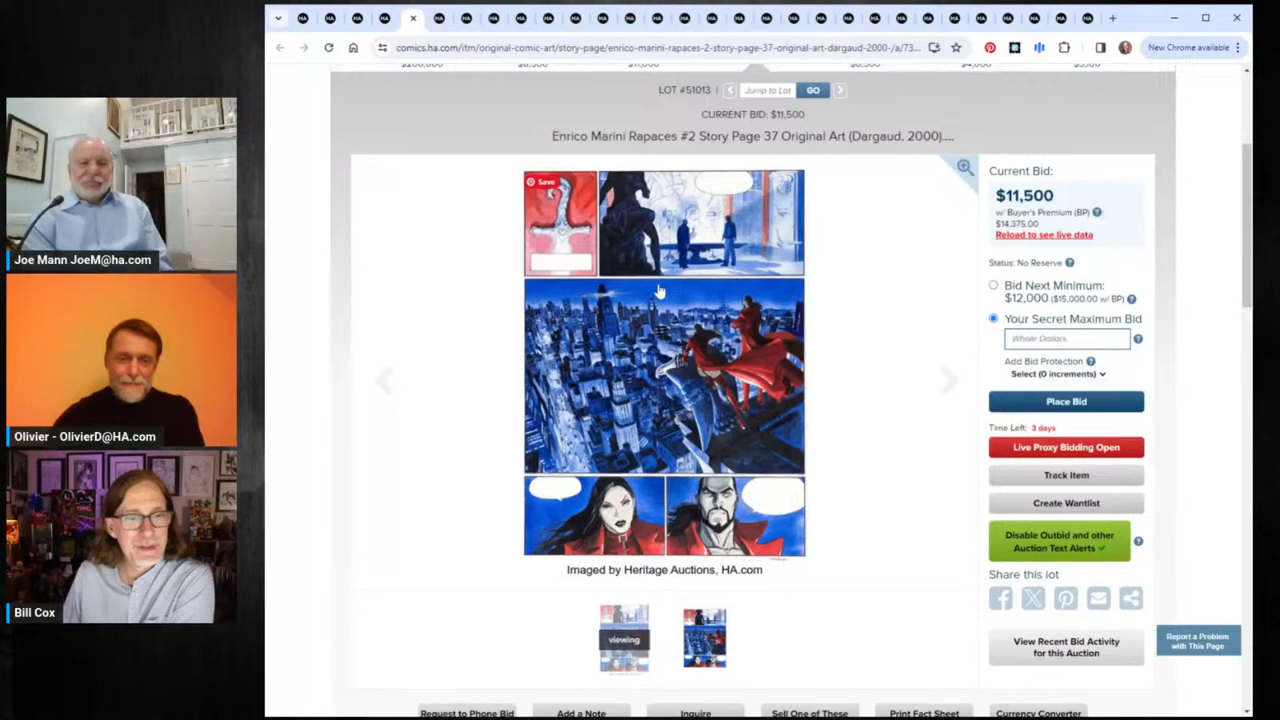 comics.ha.com/itm/original-comic-art/story-page/enrico-marini-rapaces-2-story-page-37-original-art-dargaud-2000-/a/73...
New Chrome available
LOT #51013
Jump to Lot
GO
CURRENT BID: $11,500
Enrico Marini Rapaces #2 Story Page 37 Original Art (Dargaud, 2000)....
Save
Imaged by Heritage Auctions, HA.com
viewing
Current Bid:
$11,500
w/ Buyer's Premium (BP)
$14,375.00
Reload to see live data
Status: No Reserve
Bid Next Minimum:
$12,000 ($15,000.00 w/ BP)
Your Secret Maximum Bid
Whole Dollars
Add Bid Protection
Select (0 increments)
Place Bid
Time Left: 3 days
Live Proxy Bidding Open
Track Item
Create Wantlist
Disable Outbid and other
Auction Text Alerts
Share this lot
View Recent Bid Activity
for this Auction
Report a Problem
with This Page
Request to Phone Bid
Add a Note
Inquire
Sell One of These
Print Fact Sheet
Currency Converter
Joe Mann JoeM@ha.com
Olivier - OlivierD@HA.com
Bill Cox